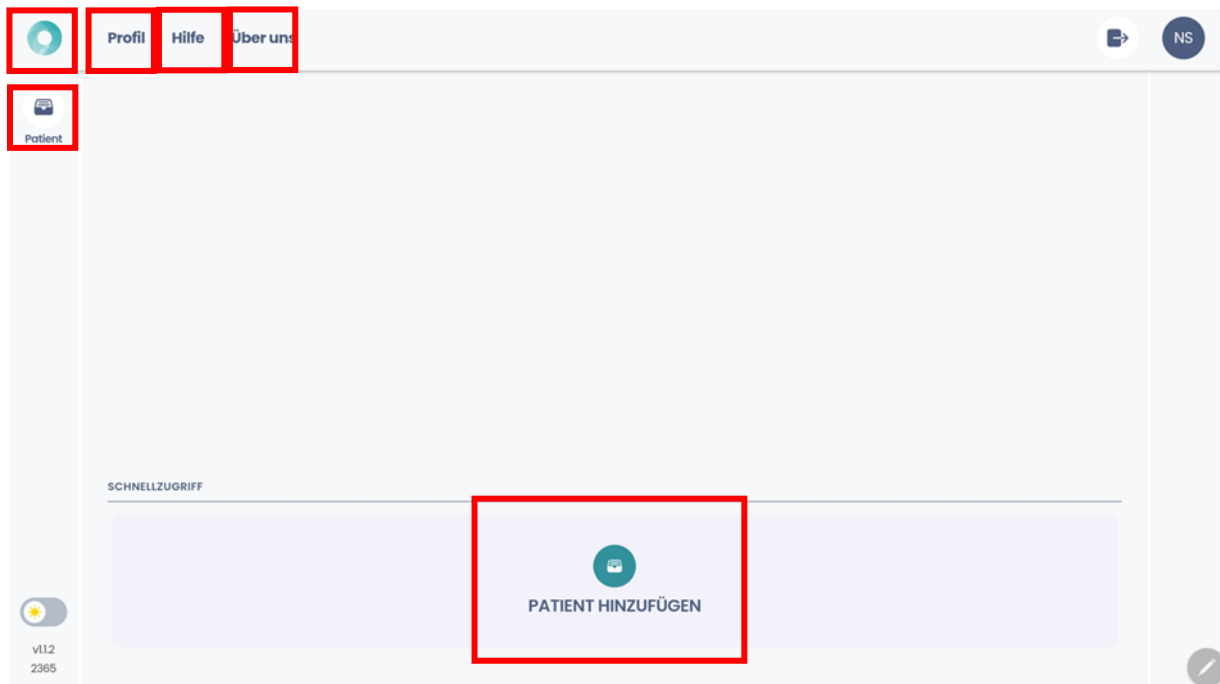 Profil Hilfe Über uns
NS
Patient
SCHNELLZUGRIFF
PATIENT HINZUFÜGEN
v1.1.2
2365